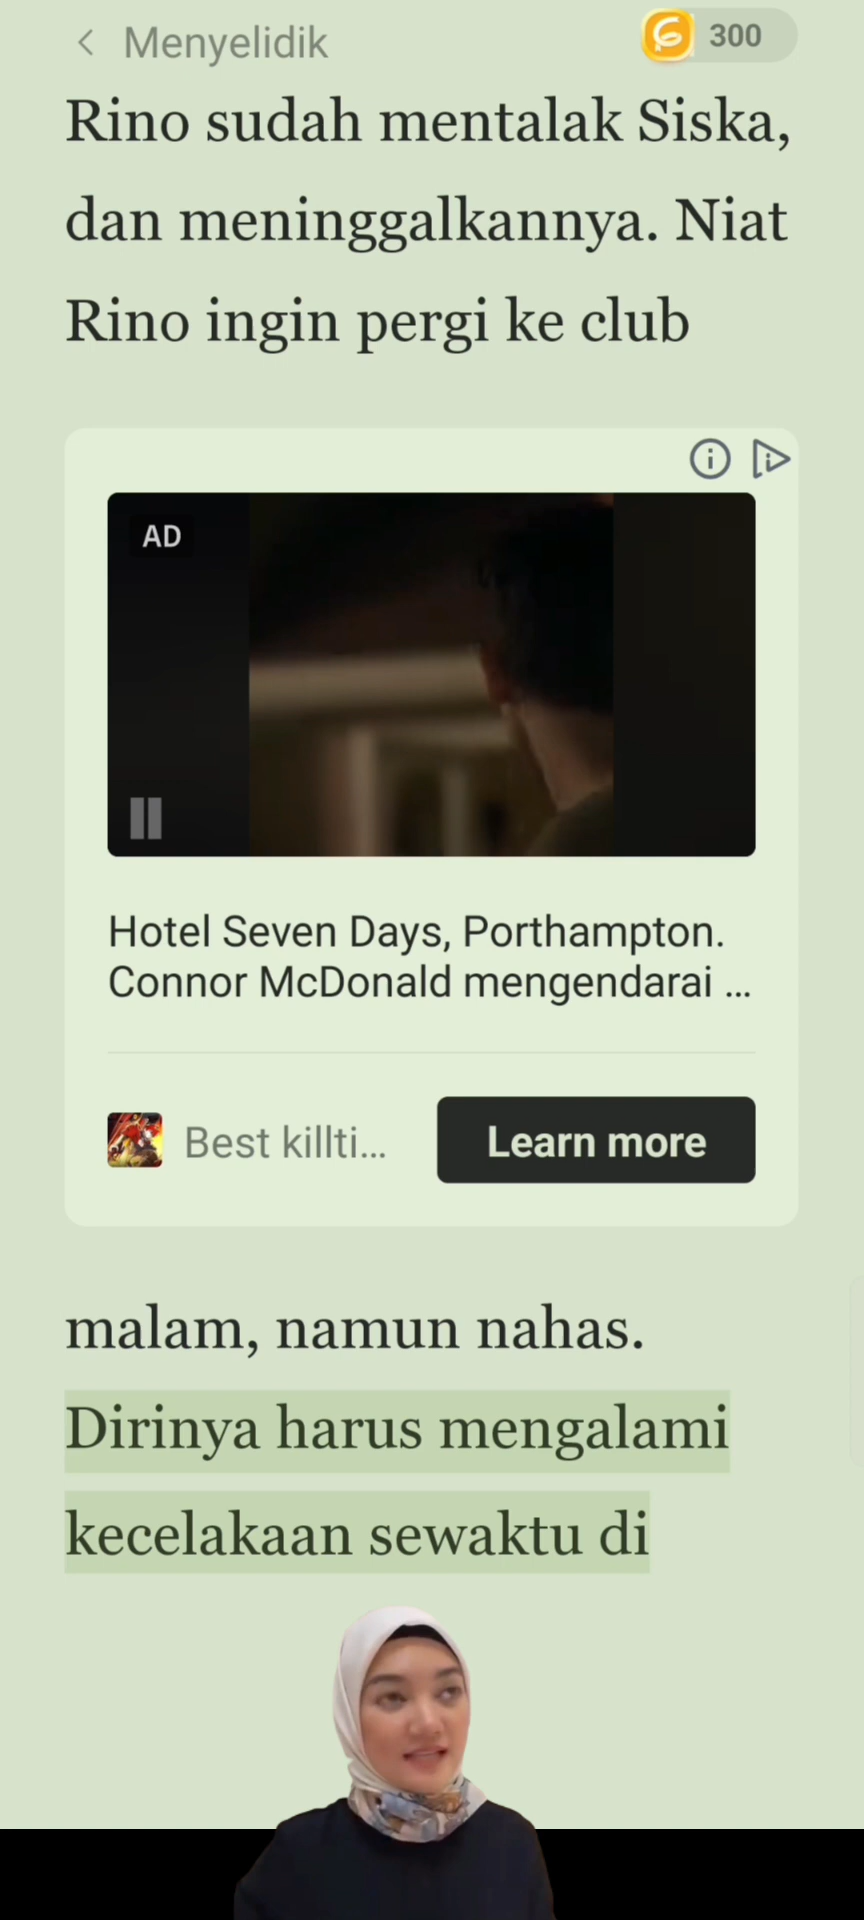 Menyelidik
300
Rino sudah mentalak Siska,
dan meninggalkannya. Niat
Rino ingin pergi ke club
AD
Hotel Seven Days, Porthampton.
Connor McDonald mengendarai ...
Best killti...
Learn more
malam, namun nahas.
Dirinya harus mengalami
kecelakaan sewaktu di